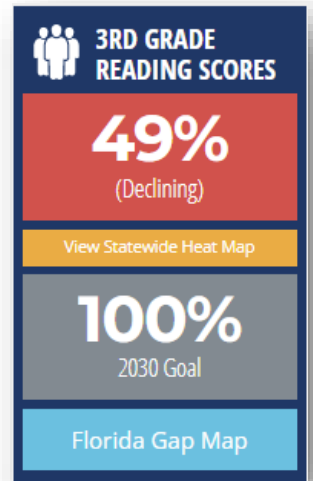 3RD GRADE
READING SCORES
49%
(Declining)
View Statewide Heat Map
100%
2030 Goal
Florida Gap Map